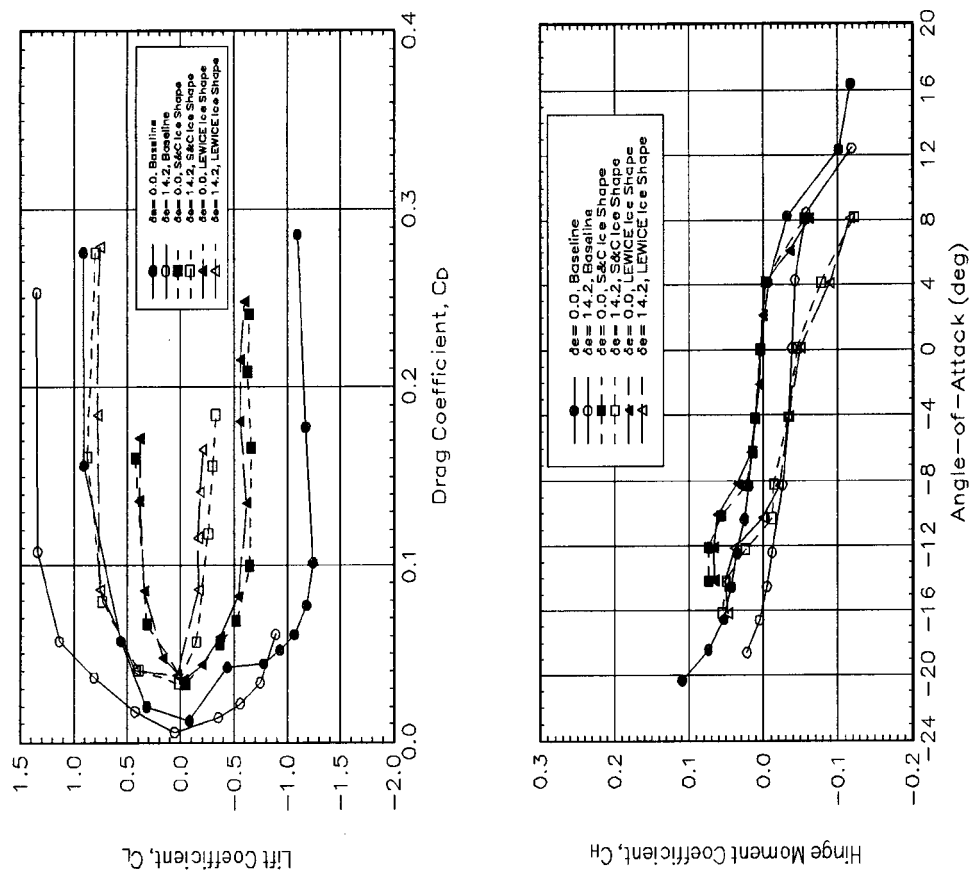 Lift Coefficient, CL
1.5
1.0
0.5
0.0
-0.5
-1.0
-1.5
-2.0
0.0
0.1
0.2
0.3
0.4
Drag Coefficient, CD
δe= 0.0, Baseline
δe= 14.2, Baseline
δe= 0.0, S&C Ice Shape
δe= 14.2, S&C Ice Shape
δe= 0.0, LEWICE Ice Shape
δe= 14.2, LEWICE Ice Shape
Hinge Moment Coefficient, CH
0.3
0.2
0.1
0.0
-0.1
-0.2
-24
-20
-16
-12
-8
-4
0
4
8
12
16
20
Angle-of-Attack (deg)
δe= 0.0, Baseline
δe= 14.2, Baseline
δe= 0.0, S&C Ice Shape
δe= 14.2, S&C Ice Shape
δe= 0.0, LEWICE Ice Shape
δe= 14.2, LEWICE Ice Shape